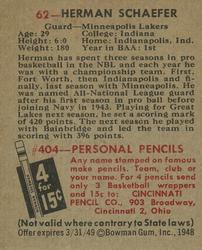 62—HERMAN SCHAEFER
Guard—Minneapolis Lakers
Age: 29 College: Indiana
Height: 6:0 Home: Indianapolis, Ind.
Weight: 180 Year in BAA: 1st
Herman has spent three seasons in pro
basketball in the NBL and each year he
was with a championship team. First,
Fort Worth, then Indianapolis and fi-
nally, last season with Minneapolis. He
was named All-National League guard
after his first season in pro ball before
joining Navy in 1943. Playing for Great
Lakes next season, he set a scoring mark
of 420 points. The next season he
played with Bainbridge and led the team
in scoring with 396 points.
#404—PERSONAL PENCILS
4
for
15¢
Any name stamped on famous
make pencils. Team, club or
slogan. For 4 pencils send
only 3 Basketball wrappers
and 15c to: CINCINNATI
PENCIL CO., 903 Broadway,
Cincinnati 2, Ohio
(Not valid where contrary to State laws)
Offer expires 3/31/49 ©Bowman Gum, Inc., 1948